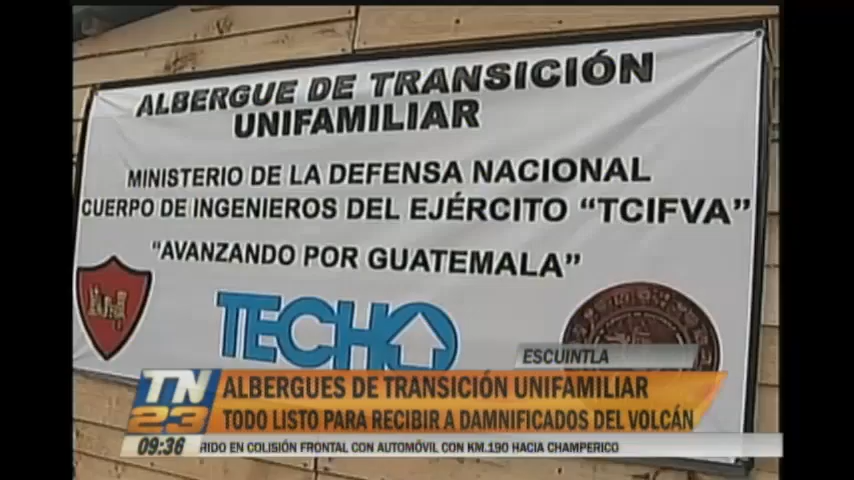 ALBERGUE DE TRANSICIÓN
UNIFAMILIAR
MINISTERIO DE LA DEFENSA NACIONAL
CUERPO DE INGENIEROS DEL EJÉRCITO "TCIFVA"
"AVANZANDO POR GUATEMALA"
TECHO
ESCUINTLA
ALBERGUES DE TRANSICIÓN UNIFAMILIAR
TODO LISTO PARA RECIBIR A DAMNIFICADOS DEL VOLCÁN
TN
23
09:36 RIDO EN COLISIÓN FRONTAL CON AUTOMÓVIL CON KM.190 HACIA CHAMPERICO